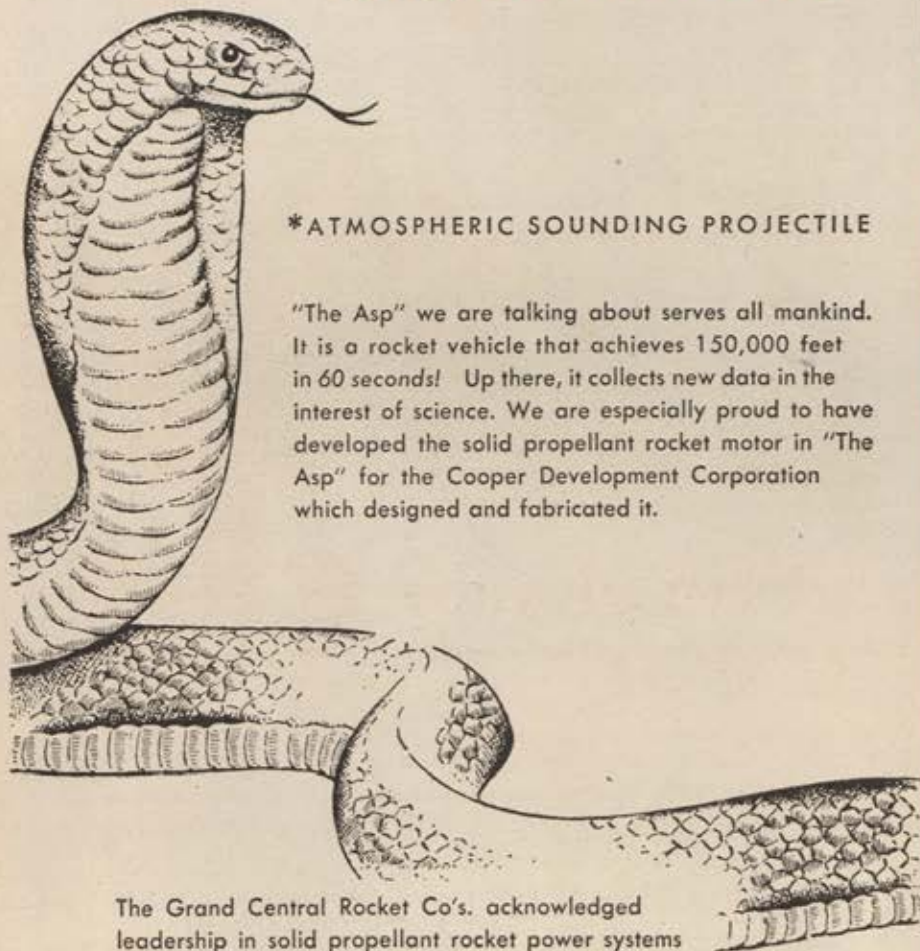 *ATMOSPHERIC SOUNDING PROJECTILE
"The Asp" we are talking about serves all mankind.
It is a rocket vehicle that achieves 150,000 feet
in 60 seconds! Up there, it collects new data in the
interest of science. We are especially proud to have
developed the solid propellant rocket motor in "The
Asp" for the Cooper Development Corporation
which designed and fabricated it.
The Grand Central Rocket Co's. acknowledged
leadership in solid propellant rocket power systems